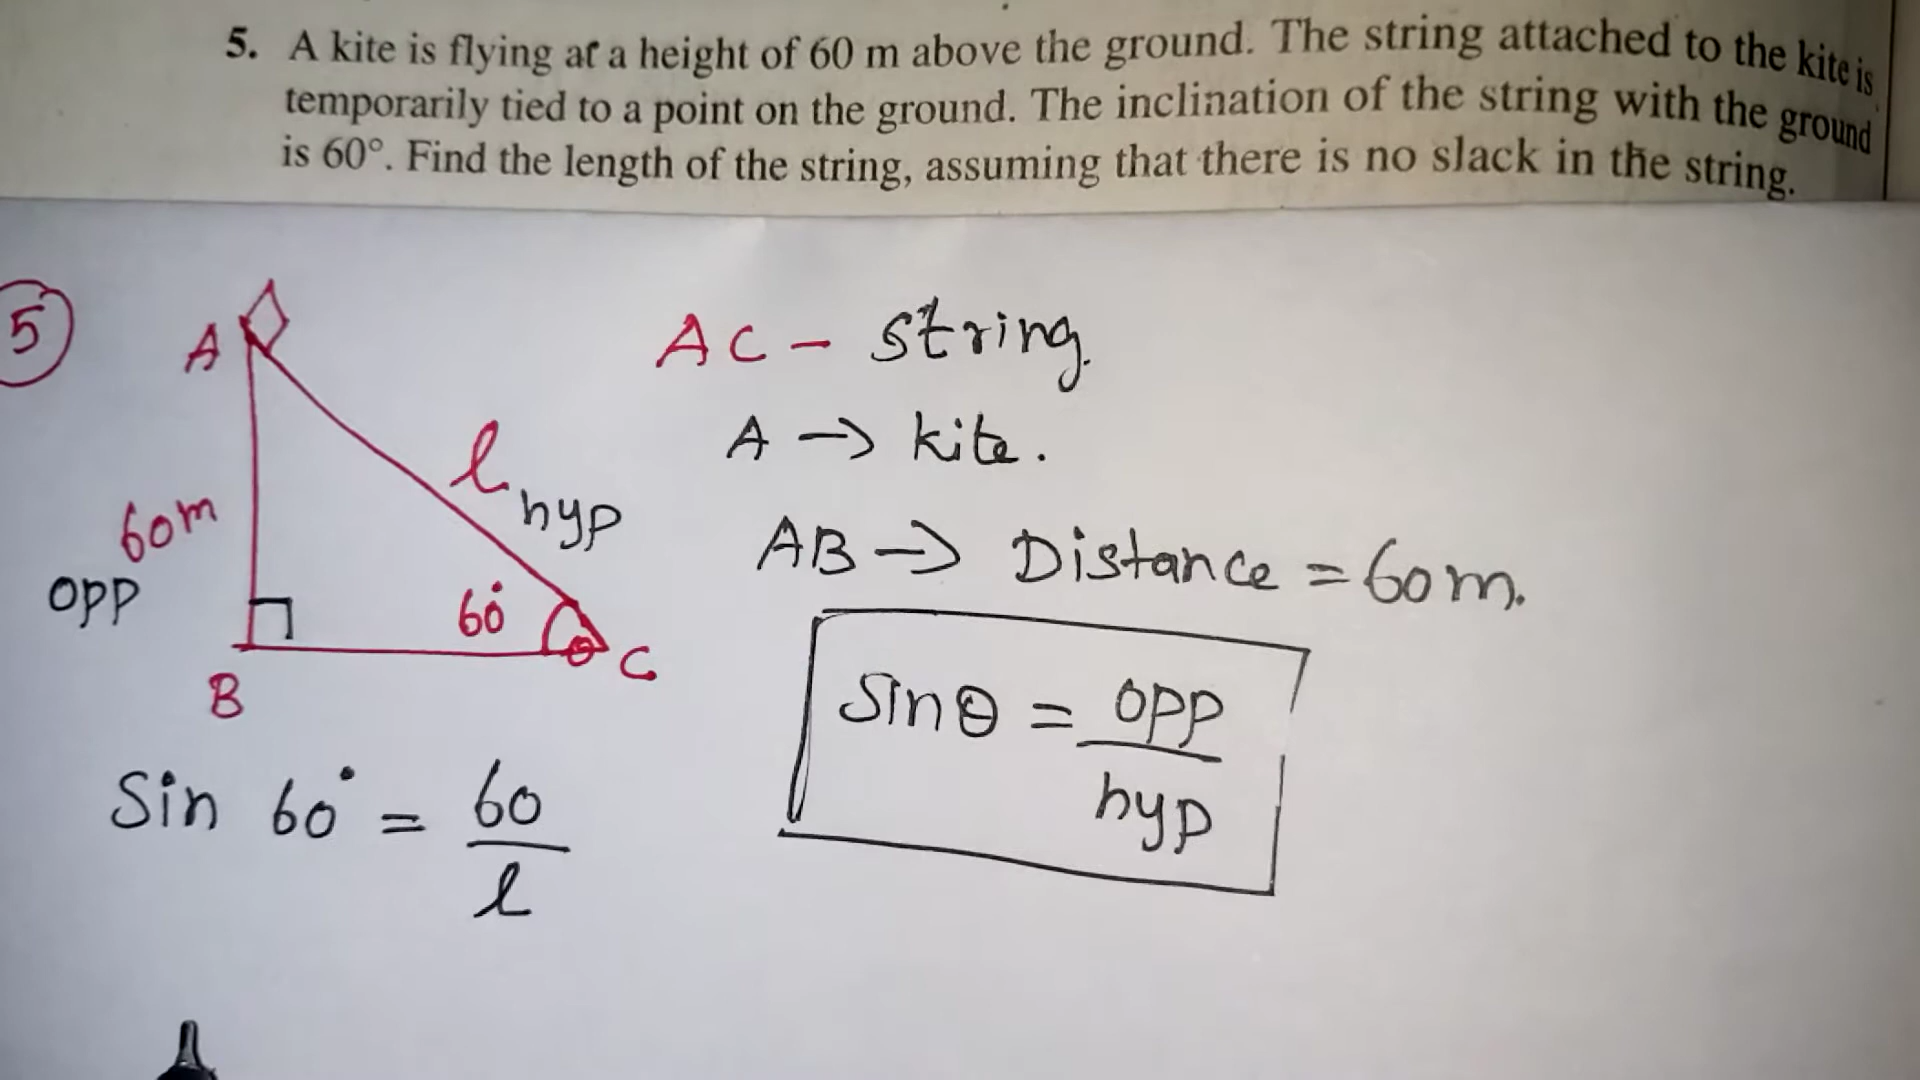 5. A kite is flying at a height of 60 m above the ground. The string attached to the kite is
temporarily tied to a point on the ground. The inclination of the string with the ground
is 60°. Find the length of the string, assuming that there is no slack in the string.
5
A
AC - string.
l
hyp
A → kite.
60m
opp
AB → Distance = 60m.
60°
θ
C
B
Sinθ = opp
hyp
Sin 60° = 60
l